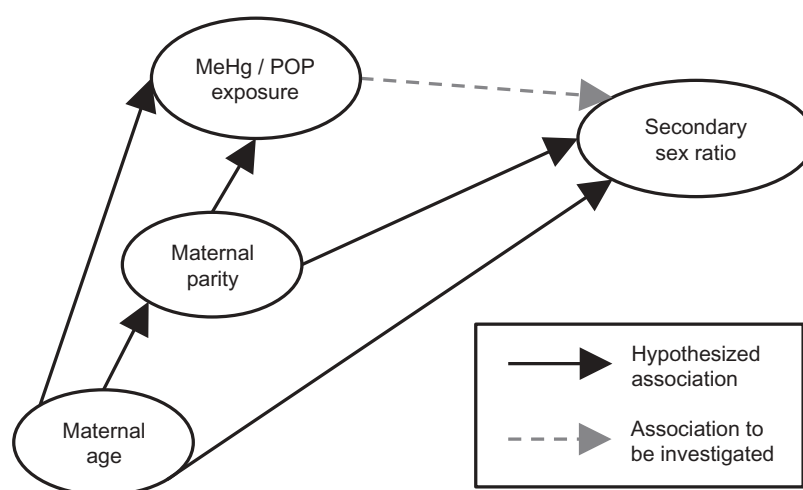 MeHg / POP
exposure
Secondary
sex ratio
Maternal
parity
Maternal
age
Hypothesized
association
Association to
be investigated